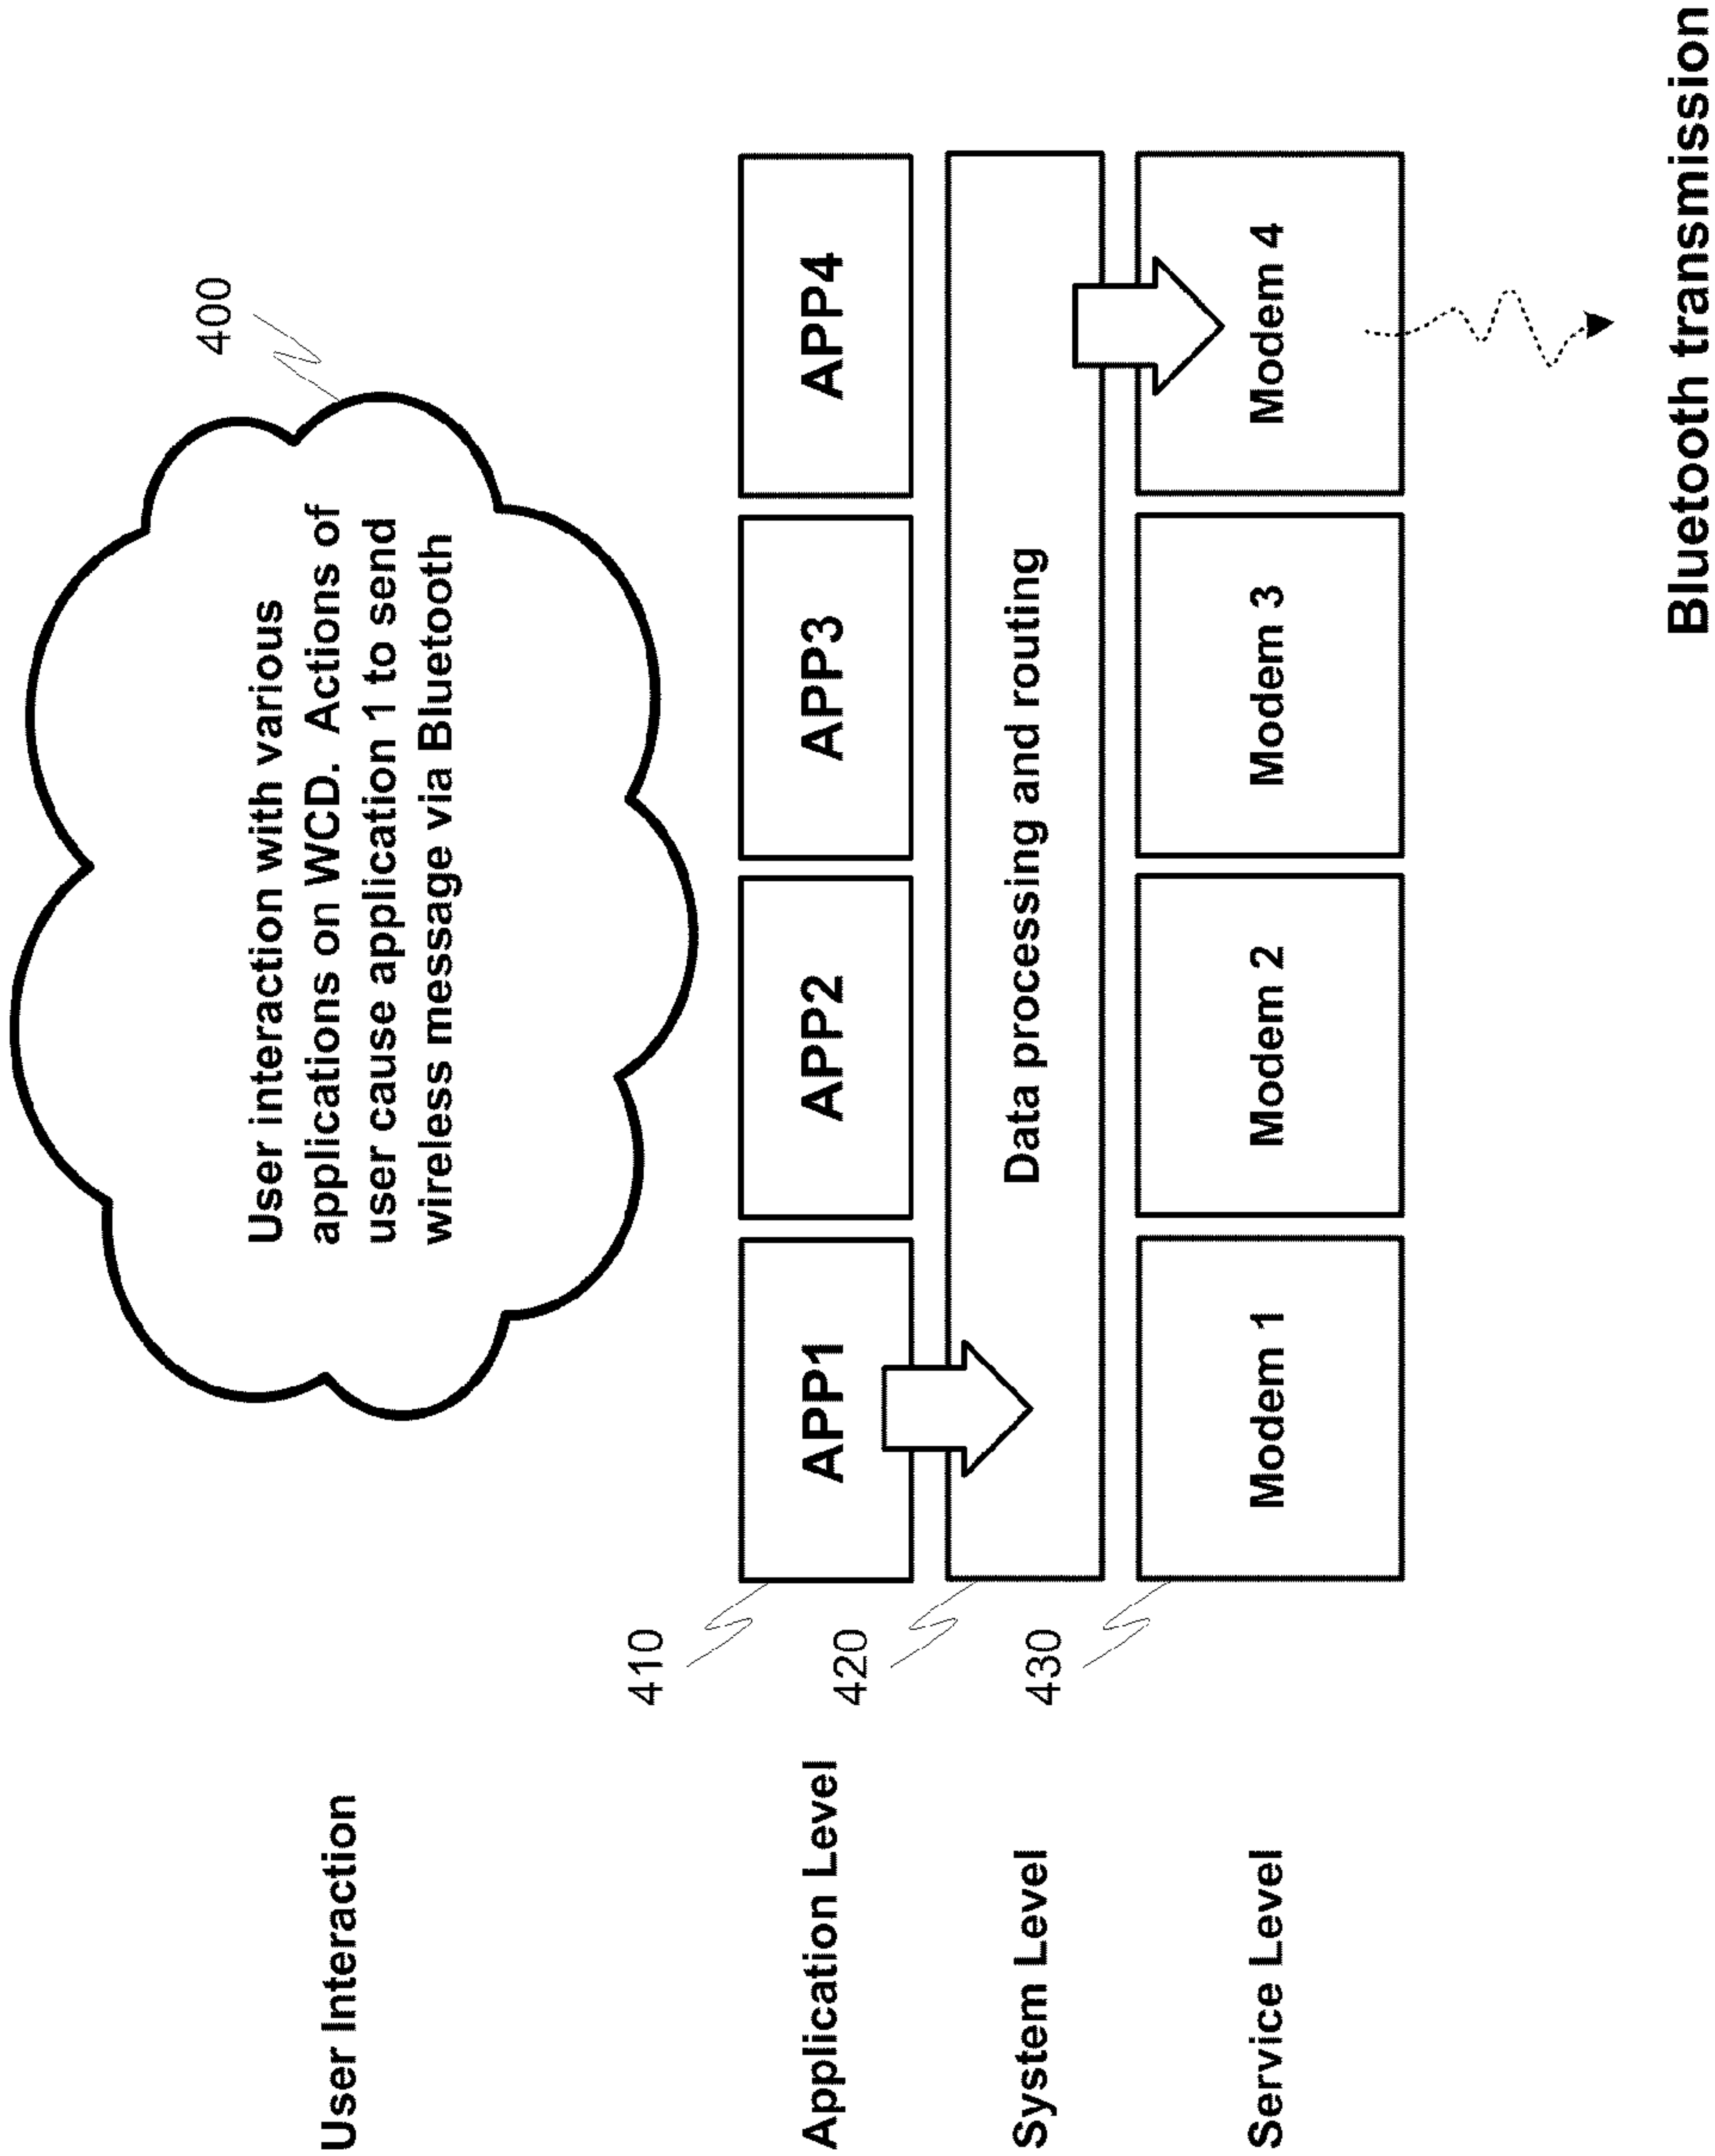 400
User Interaction
User interaction with various
applications on WCD.  Actions of
user cause application 1 to send
wireless message via Bluetooth
410
Application Level
APP1
APP2
APP3
APP4
420
System Level
Data processing and routing
430
Service Level
Modem 1
Modem 2
Modem 3
Modem 4
Bluetooth transmission